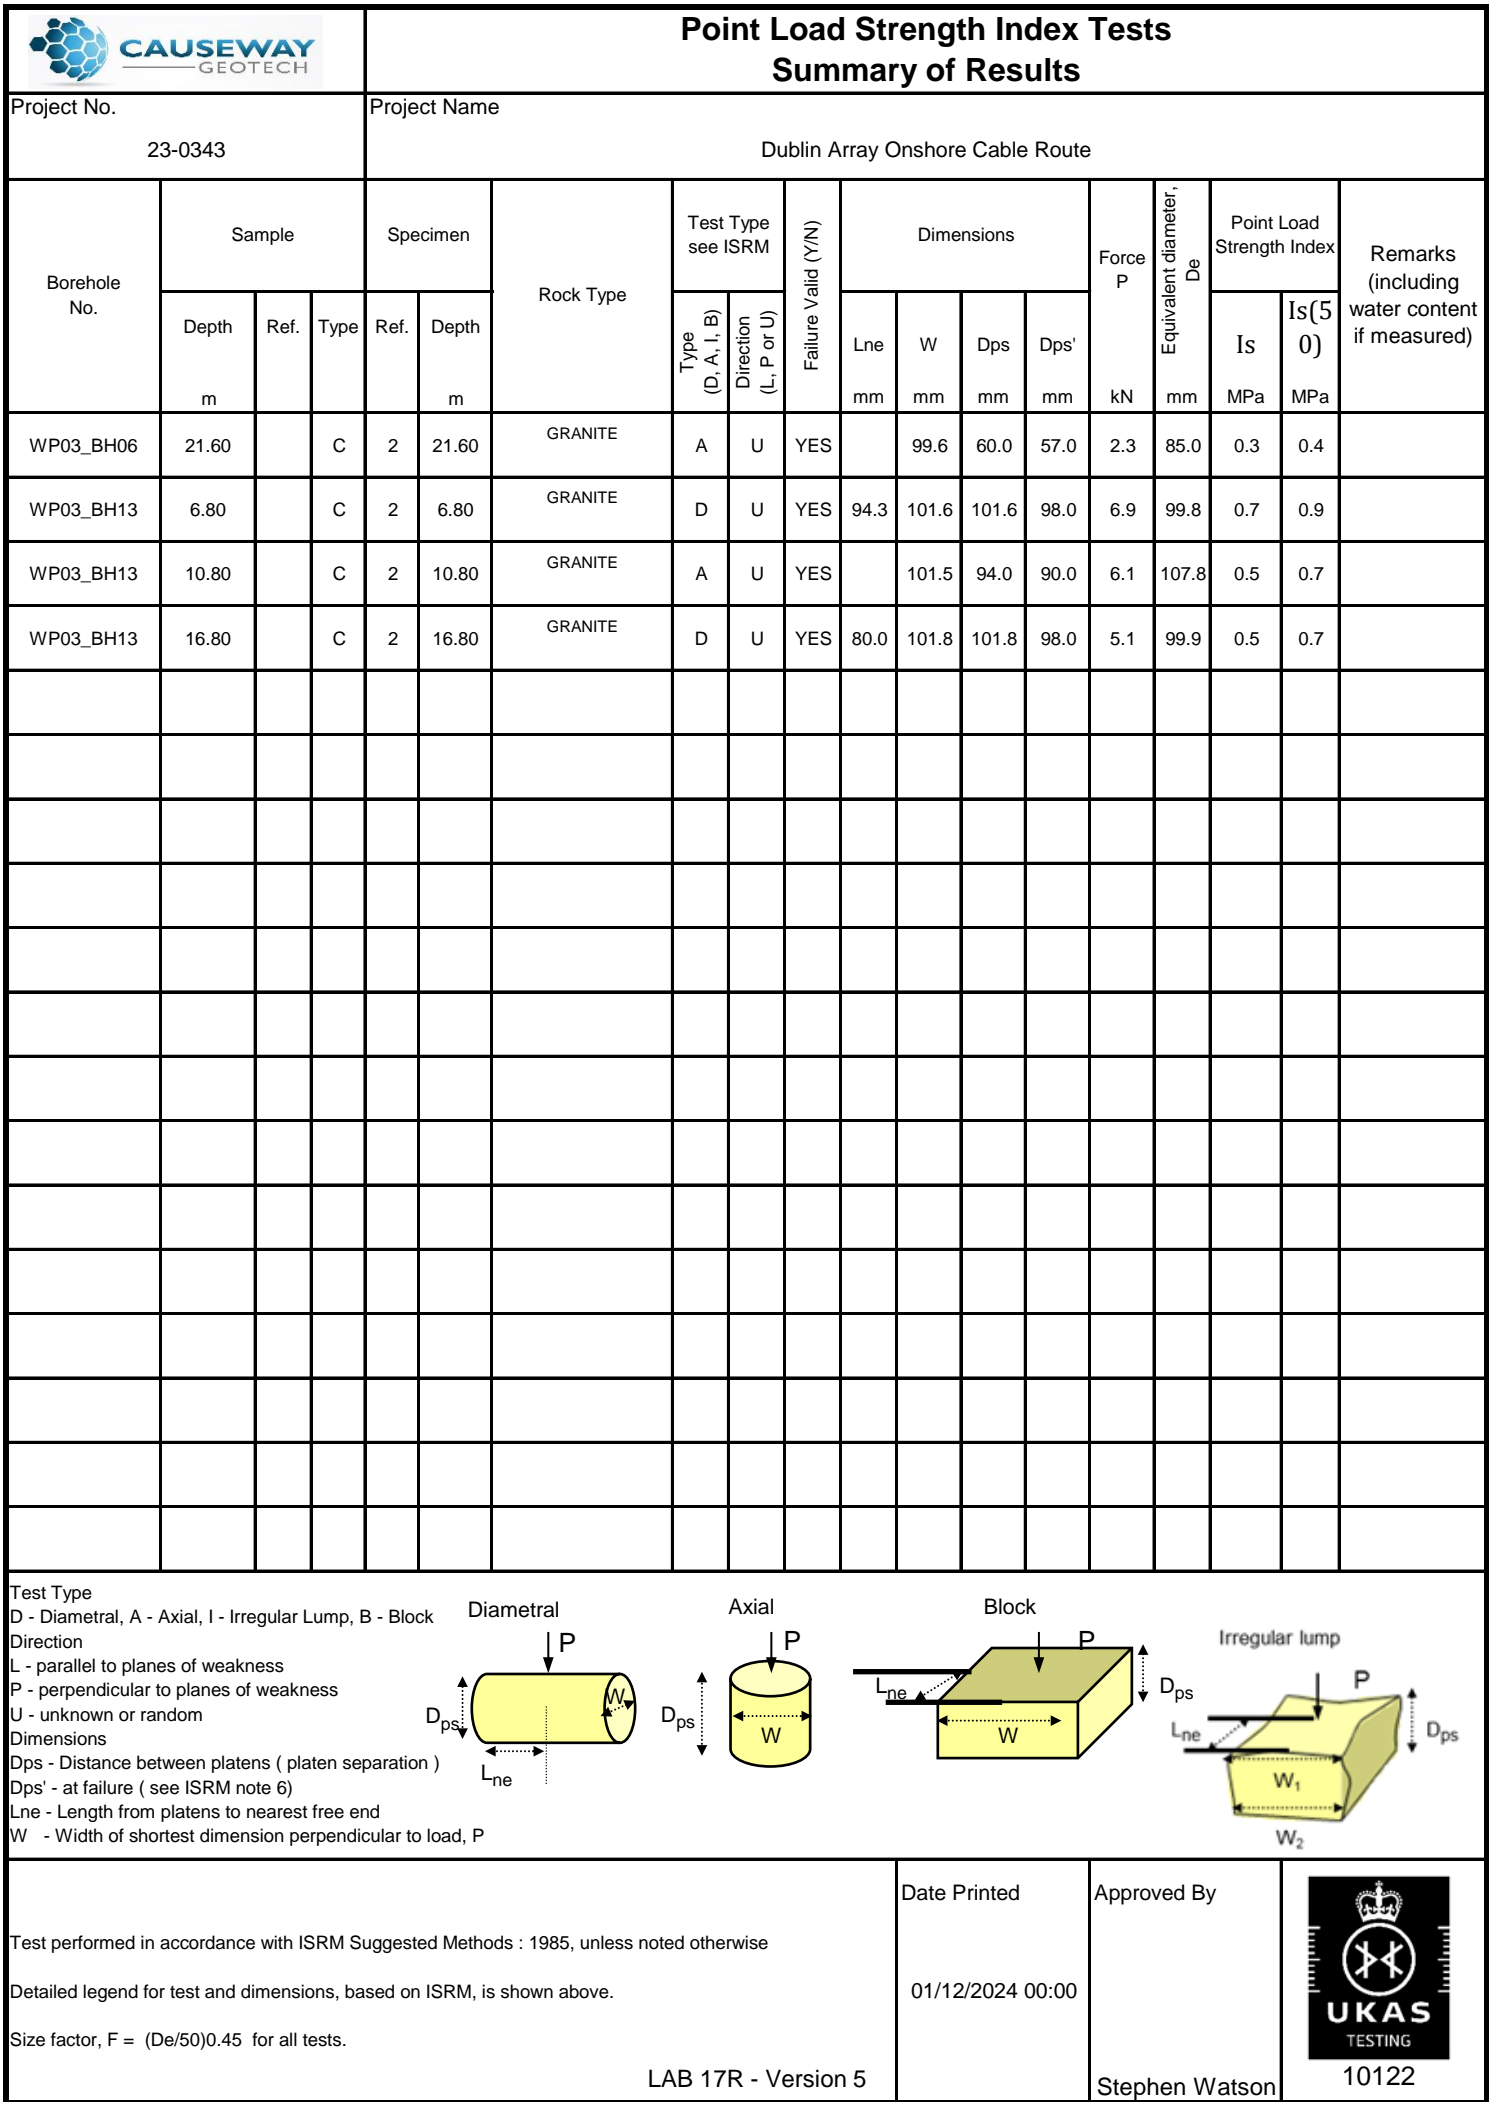 CAUSEWAY
GEOTECH
Point Load Strength Index Tests
Summary of Results
Project No.
23-0343
Project Name
Dublin Array Onshore Cable Route
Borehole
No.
Sample
Specimen
Rock Type
Test Type
see ISRM
Failure Valid (Y/N)
Dimensions
Force
P
Equivalent diameter,
De
Point Load
Strength Index
Remarks
(including
water content
if measured)
Depth
Ref.
Type
Ref.
Depth
Type
(D, A, I, B)
Direction
(L, P or U)
Lne
W
Dps
Dps'
Is
Is(5
0)
m m mm mm mm mm kN mm MPa MPa
WP03_BH06 21.60 C 2 21.60 GRANITE A U YES 99.6 60.0 57.0 2.3 85.0 0.3 0.4
WP03_BH13 6.80 C 2 6.80 GRANITE D U YES 94.3 101.6 101.6 98.0 6.9 99.8 0.7 0.9
WP03_BH13 10.80 C 2 10.80 GRANITE A U YES 101.5 94.0 90.0 6.1 107.8 0.5 0.7
WP03_BH13 16.80 C 2 16.80 GRANITE D U YES 80.0 101.8 101.8 98.0 5.1 99.9 0.5 0.7
Test Type
D - Diametral, A - Axial, I - Irregular Lump, B - Block
Direction
L - parallel to planes of weakness
P - perpendicular to planes of weakness
U - unknown or random
Dimensions
Dps - Distance between platens ( platen separation )
Dps' - at failure ( see ISRM note 6)
Lne - Length from platens to nearest free end
W - Width of shortest dimension perpendicular to load, P
Diametral
P
Dps
W
Lne
Axial
P
Dps
W
Block
P
Lne
Dps
W
Irregular lump
P
Lne
Dps
W1
W2
Test performed in accordance with ISRM Suggested Methods : 1985, unless noted otherwise
Detailed legend for test and dimensions, based on ISRM, is shown above.
Size factor, F = (De/50)0.45 for all tests.
LAB 17R - Version 5
Date Printed
01/12/2024 00:00
Approved By
Stephen Watson
UKAS
TESTING
10122